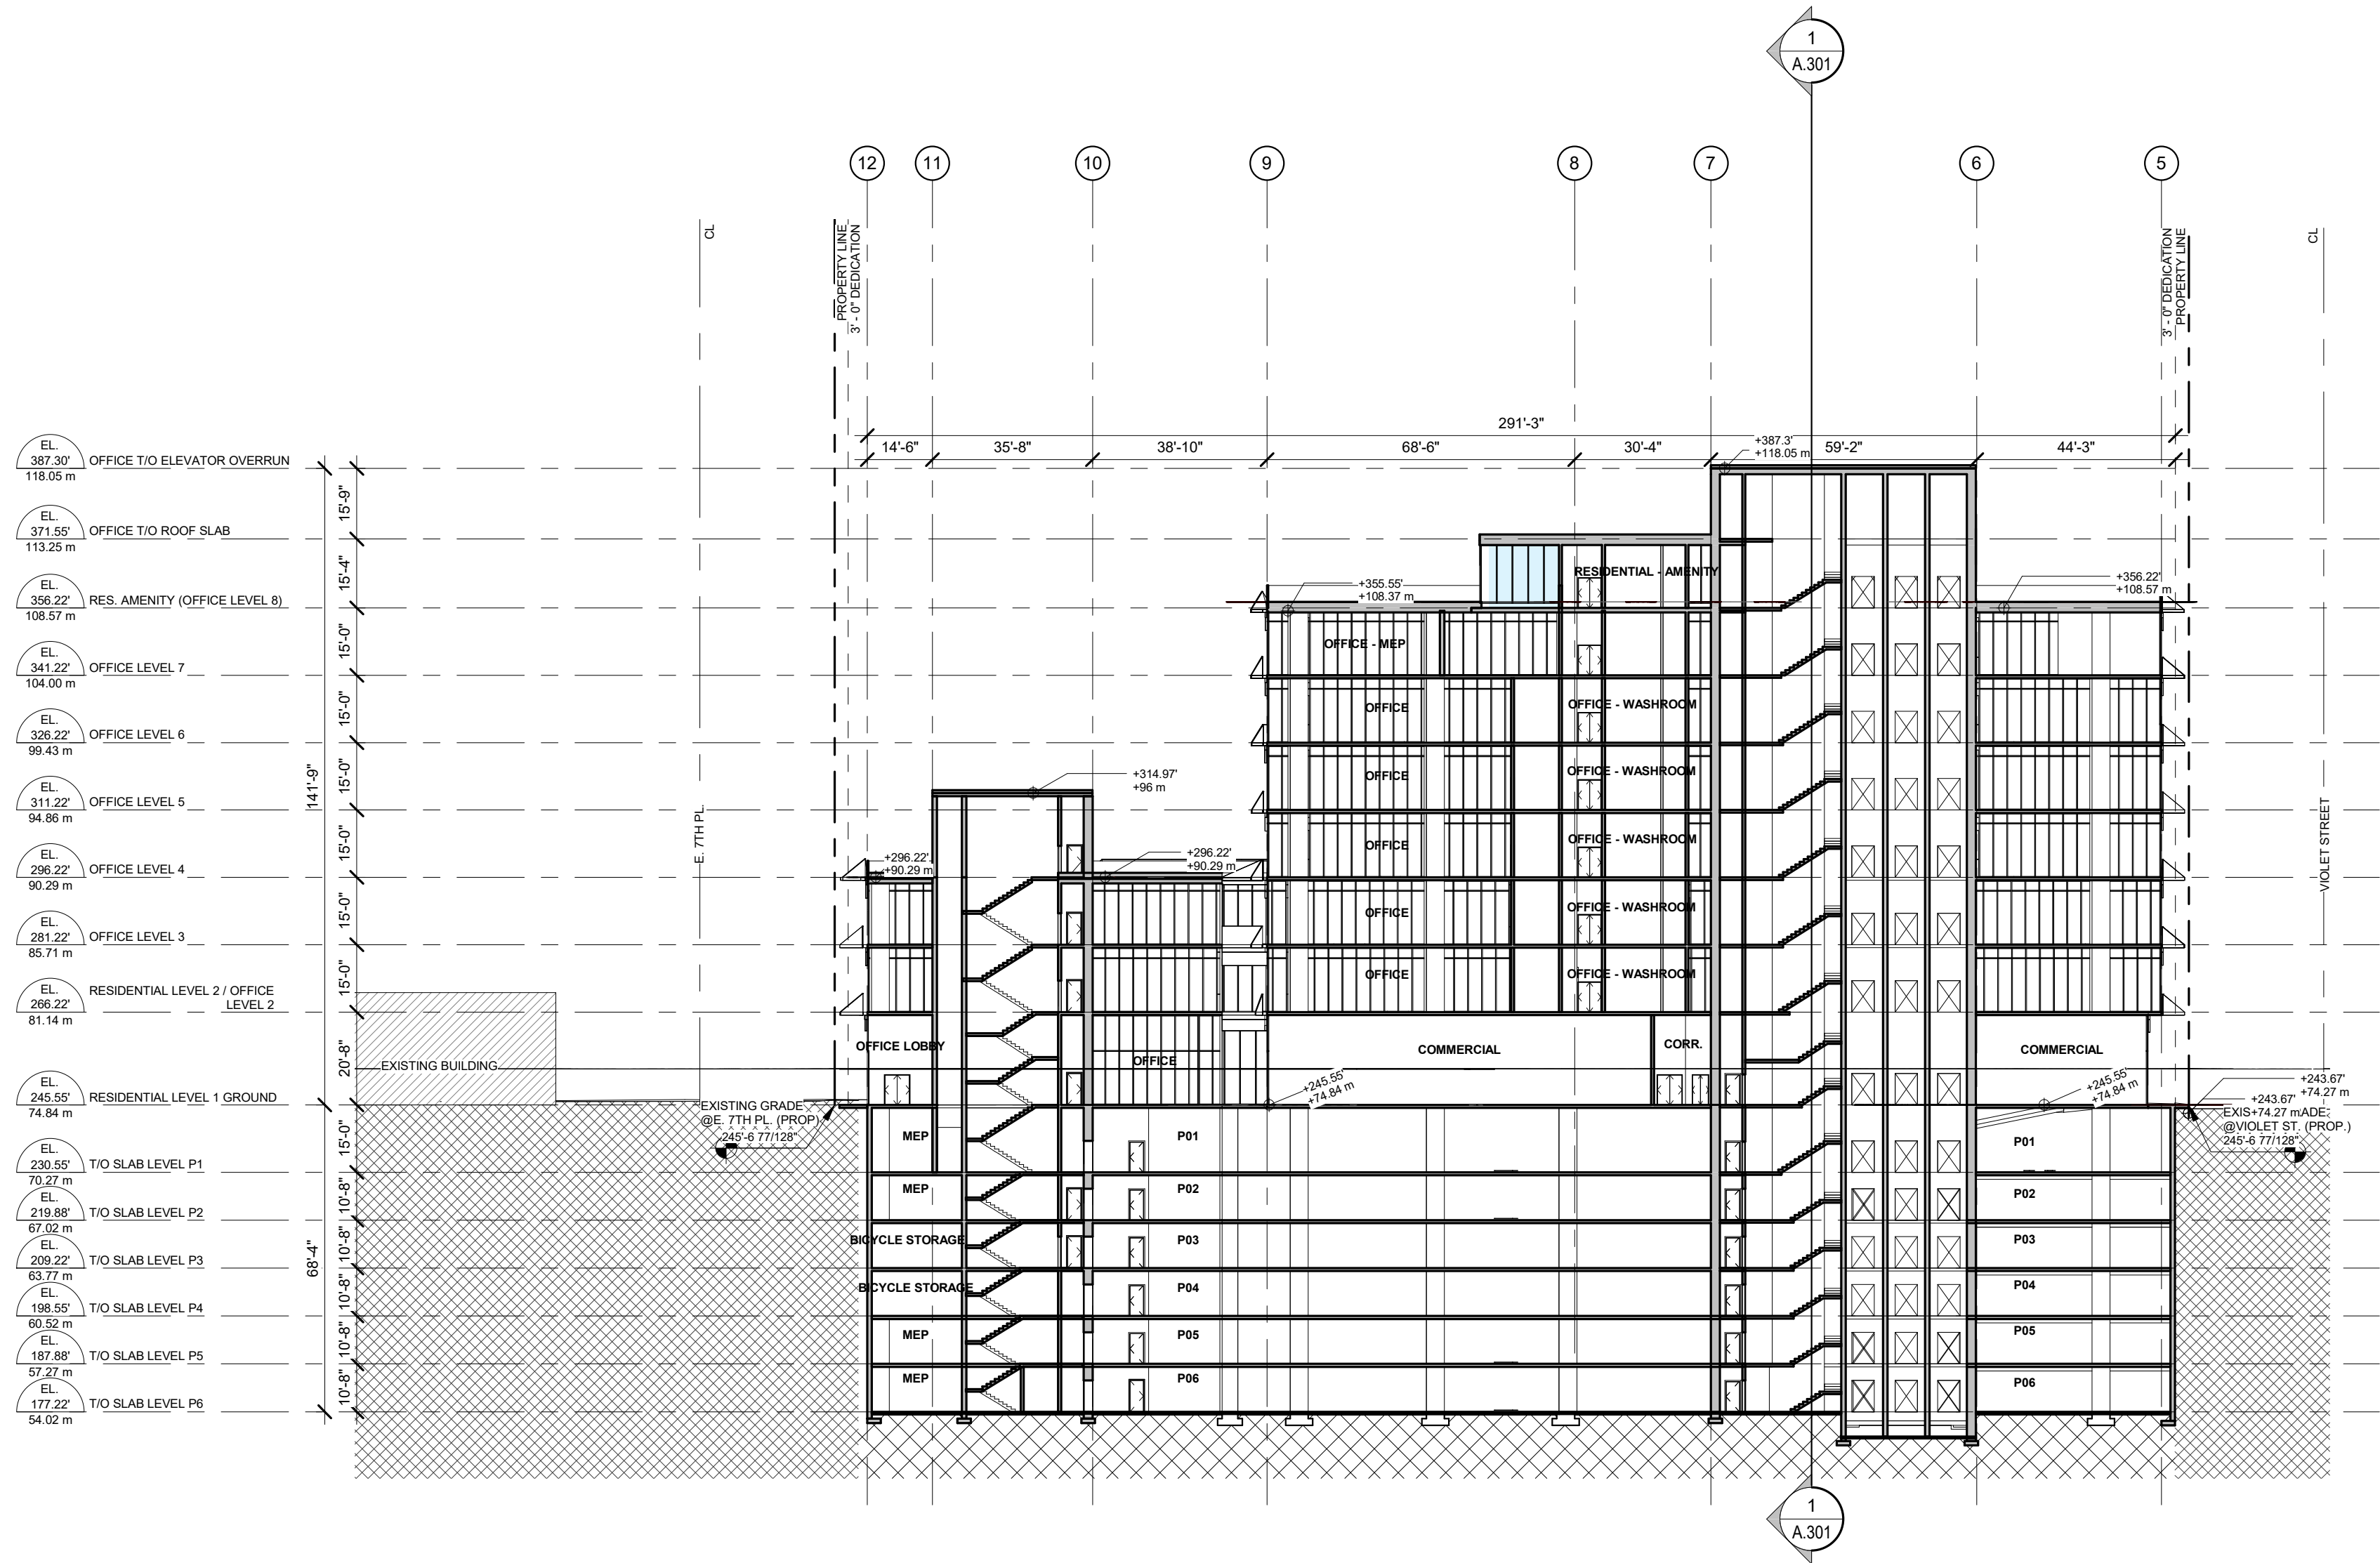 1
A.301
12
11
10
9
8
7
6
5
CL
PROPERTY LINE
3' - 0" DEDICATION
3' - 0" DEDICATION
PROPERTY LINE
CL
291'-3"
14'-6"
35'-8"
38'-10"
68'-6"
30'-4"
59'-2"
44'-3"
+387.3'
+118.05 m
EL.
387.30'
118.05 m
OFFICE T/O ELEVATOR OVERRUN
15'-9"
EL.
371.55'
113.25 m
OFFICE T/O ROOF SLAB
15'-4"
EL.
356.22'
108.57 m
RES. AMENITY (OFFICE LEVEL 8)
15'-0"
EL.
341.22'
104.00 m
OFFICE LEVEL 7
15'-0"
EL.
326.22'
99.43 m
OFFICE LEVEL 6
15'-0"
141'-9"
EL.
311.22'
94.86 m
OFFICE LEVEL 5
15'-0"
EL.
296.22'
90.29 m
OFFICE LEVEL 4
15'-0"
EL.
281.22'
85.71 m
OFFICE LEVEL 3
15'-0"
EL.
266.22'
81.14 m
RESIDENTIAL LEVEL 2 / OFFICE
LEVEL 2
20'-8"
EL.
245.55'
74.84 m
RESIDENTIAL LEVEL 1 GROUND
15'-0"
EL.
230.55'
70.27 m
T/O SLAB LEVEL P1
10'-8"
EL.
219.88'
67.02 m
T/O SLAB LEVEL P2
10'-8"
68'-4"
EL.
209.22'
63.77 m
T/O SLAB LEVEL P3
10'-8"
EL.
198.55'
60.52 m
T/O SLAB LEVEL P4
10'-8"
EL.
187.88'
57.27 m
T/O SLAB LEVEL P5
10'-8"
EL.
177.22'
54.02 m
T/O SLAB LEVEL P6
RESIDENTIAL - AMENITY
+355.55'
+108.37 m
+356.22'
+108.57 m
OFFICE - MEP
OFFICE
OFFICE - WASHROOM
OFFICE
OFFICE - WASHROOM
+314.97'
+96 m
E. 7TH PL.
VIOLET STREET
OFFICE
OFFICE - WASHROOM
+296.22'
+90.29 m
+296.22'
+90.29 m
OFFICE
OFFICE - WASHROOM
OFFICE
OFFICE - WASHROOM
OFFICE LOBBY
OFFICE
COMMERCIAL
CORR.
COMMERCIAL
EXISTING BUILDING
+245.55'
+74.84 m
+245.55'
+74.84 m
+243.67'
+74.27 m
+243.67'
EXIS+74.27 mADE
@VIOLET ST. (PROP.)
245'-6 77/128"
EXISTING GRADE
@E. 7TH PL. (PROP)
245'-6 77/128"
MEP
P01
P01
MEP
P02
P02
BICYCLE STORAGE
P03
P03
BICYCLE STORAGE
P04
P04
MEP
P05
P05
MEP
P06
P06
1
A.301